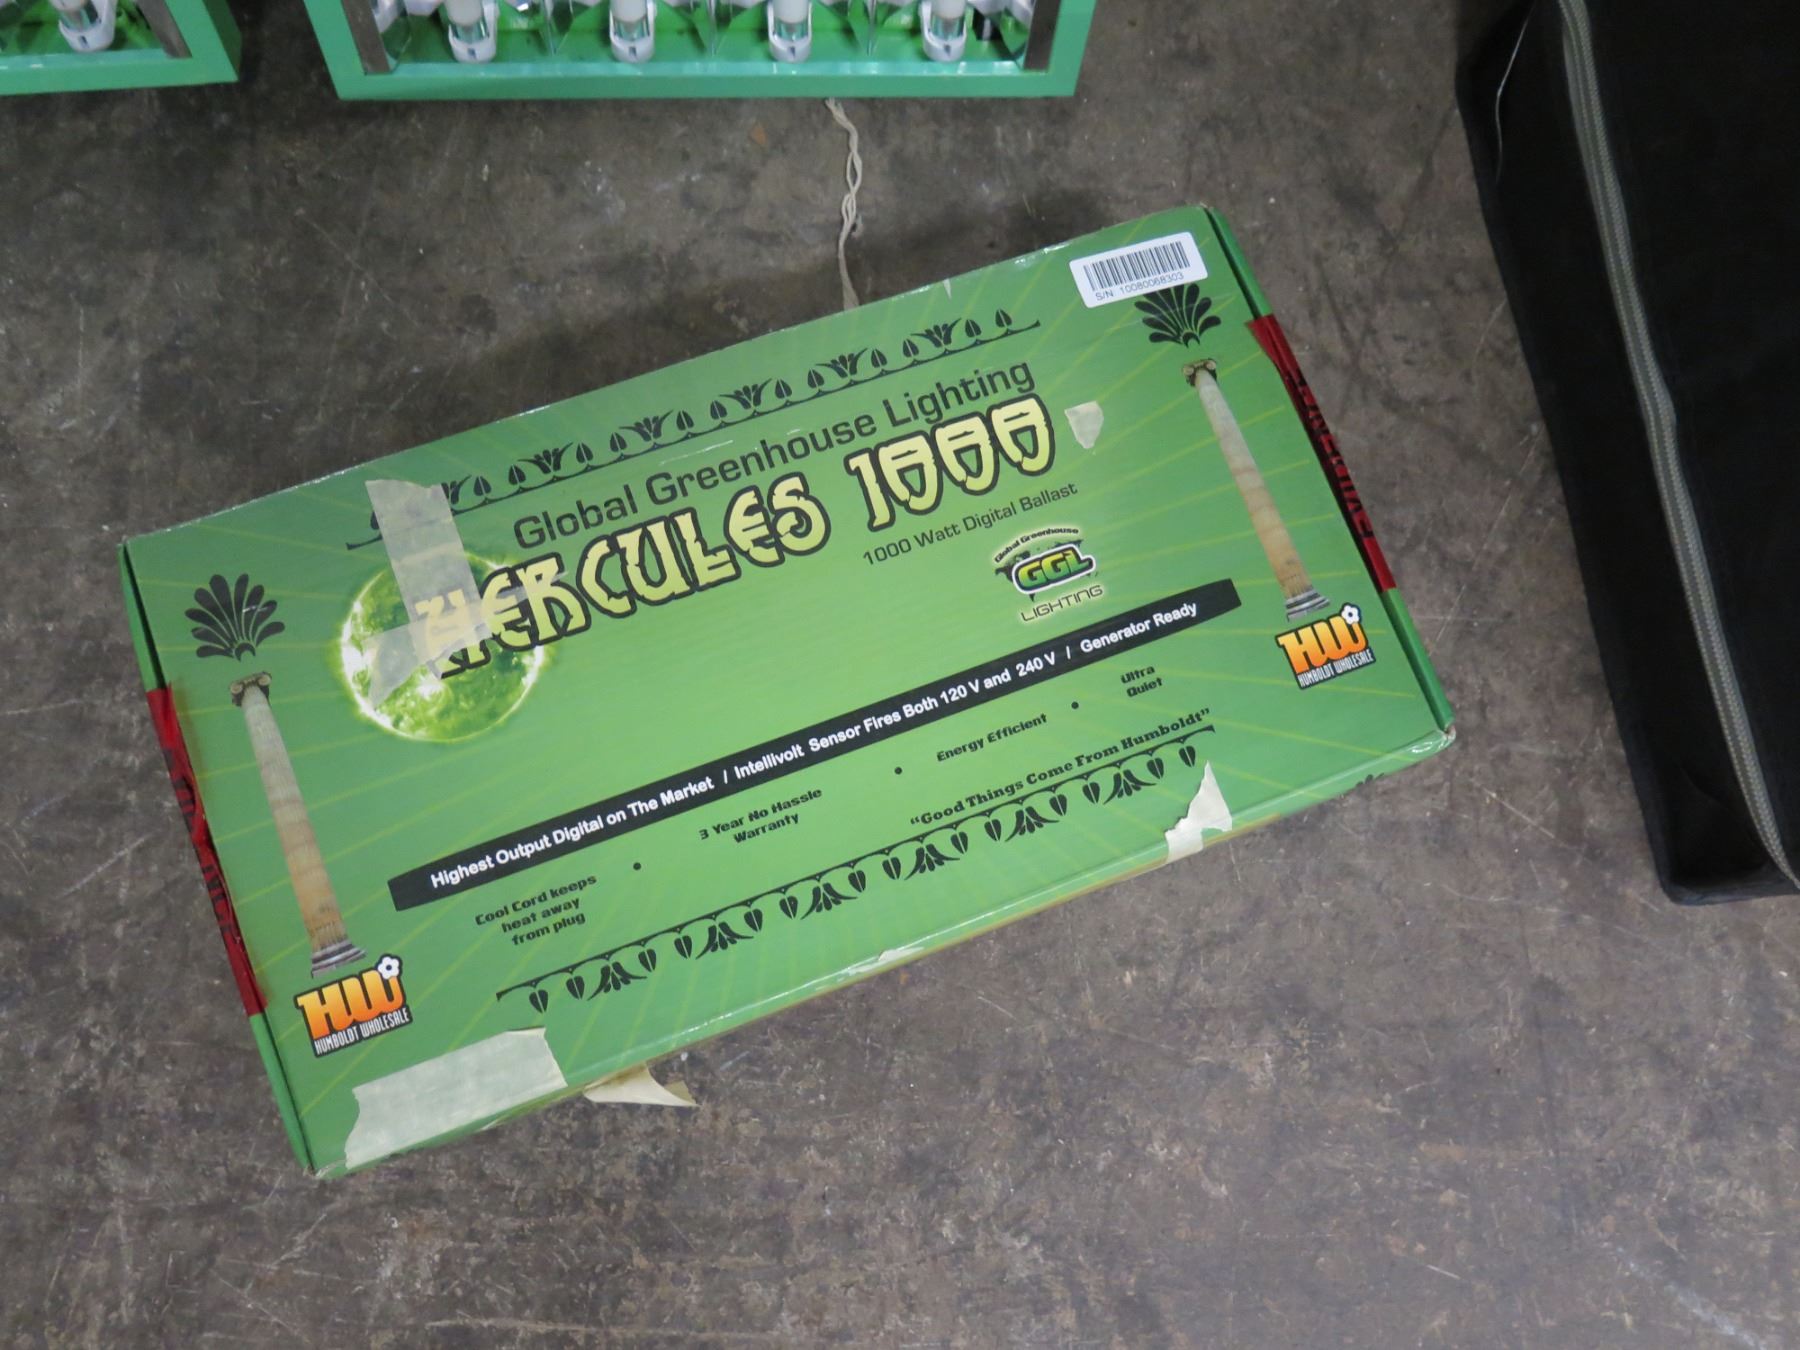 S/N 10080068303
Global Greenhouse Lighting
HERCULES 1000
1000 Watt Digital Ballast
Global Greenhouse
GGL
LIGHTING
Highest Output Digital on The Market / Intellivolt Sensor Fires Both 120 V and 240 V / Generator Ready
Cool Cord keeps
heat away
from plug
•
3 Year No Hassle
Warranty
•
Energy Efficient
•
Ultra
Quiet
“Good Things Come From Humboldt”
HW
HUMBOLDT WHOLESALE
HW
HUMBOLDT WHOLESALE
EVIDENCE